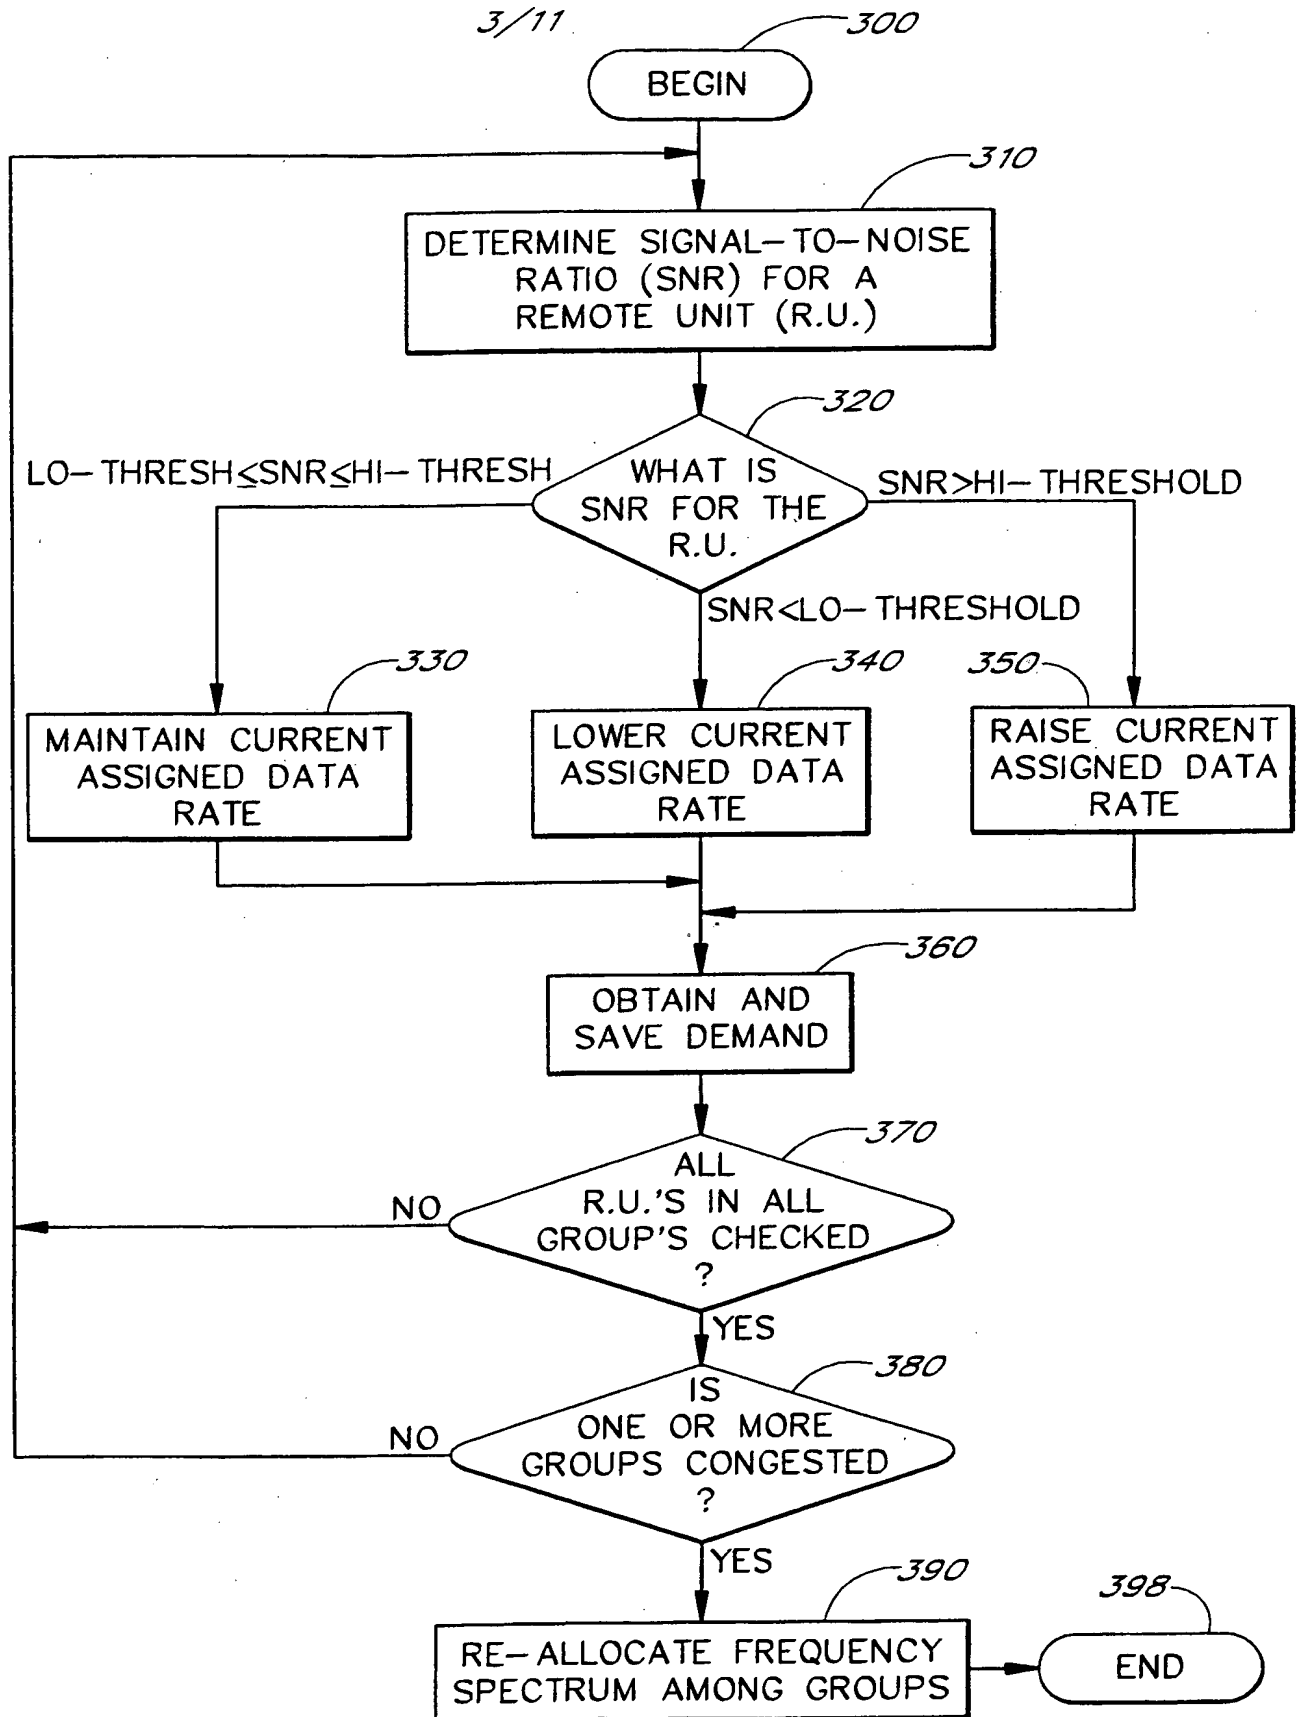 3/11
300
BEGIN
310
DETERMINE SIGNAL-TO-NOISE
RATIO (SNR) FOR A
REMOTE UNIT (R.U.)
320
LO-THRESH≤SNR≤HI-THRESH
WHAT IS
SNR FOR THE
R.U.
SNR>HI-THRESHOLD
SNR<LO-THRESHOLD
330
340
350
MAINTAIN CURRENT
ASSIGNED DATA
RATE
LOWER CURRENT
ASSIGNED DATA
RATE
RAISE CURRENT
ASSIGNED DATA
RATE
360
OBTAIN AND
SAVE DEMAND
370
ALL
R.U.'S IN ALL
GROUP'S CHECKED
?
NO
YES
380
IS
ONE OR MORE
GROUPS CONGESTED
?
NO
YES
390
398
RE-ALLOCATE FREQUENCY
SPECTRUM AMONG GROUPS
END